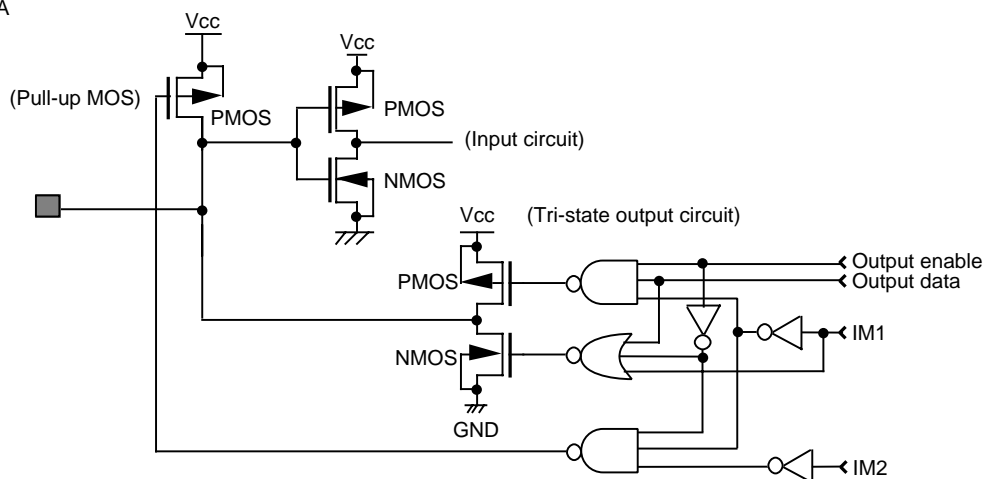 A
Vcc
Vcc
(Pull-up MOS)
PMOS
PMOS
(Input circuit)
NMOS
Vcc
(Tri-state output circuit)
Output enable
PMOS
Output data
IM1
NMOS
GND
IM2